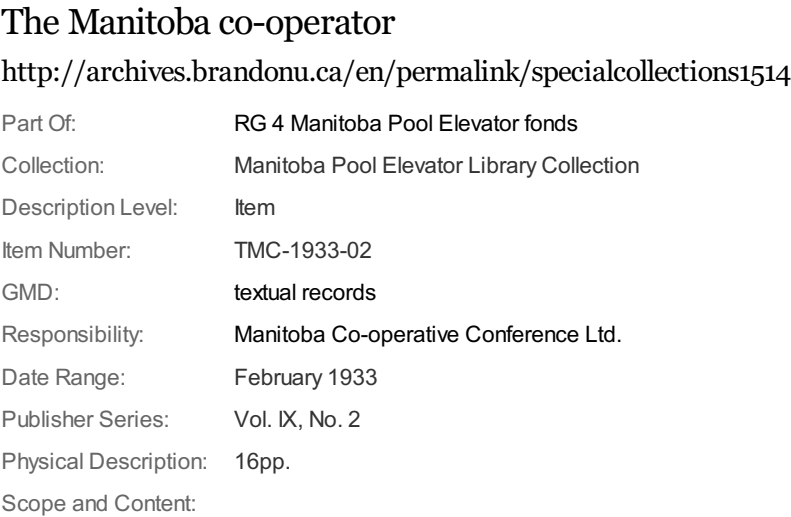 The Manitoba co-operator
http://archives.brandonu.ca/en/permalink/specialcollections1514
Part Of: RG 4 Manitoba Pool Elevator fonds
Collection: Manitoba Pool Elevator Library Collection
Description Level: Item
Item Number: TMC-1933-02
GMD: textual records
Responsibility: Manitoba Co-operative Conference Ltd.
Date Range: February 1933
Publisher Series: Vol. IX, No. 2
Physical Description: 16pp.
Scope and Content: